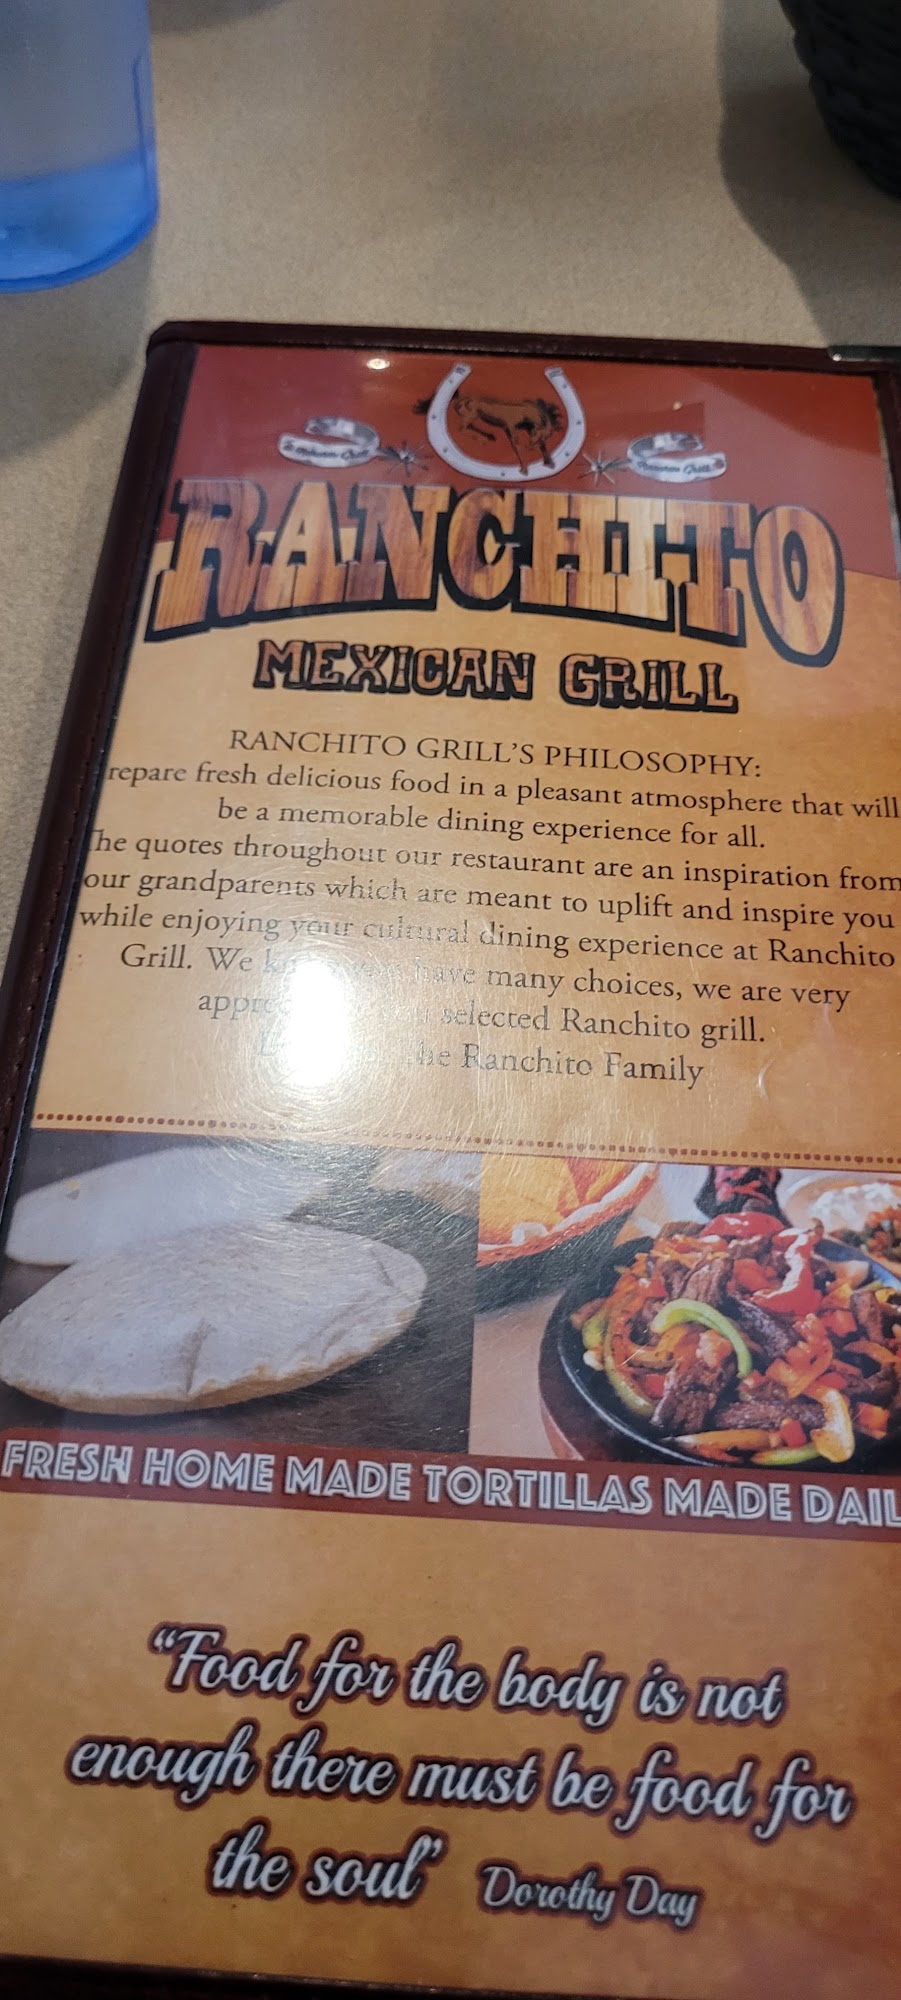 RANCHITO
MEXICAN GRILL
RANCHITO GRILL'S PHILOSOPHY:
repare fresh delicious food in a pleasant atmosphere that will
be a memorable dining experience for all.
The quotes throughout our restaurant are an inspiration from
our grandparents which are meant to uplift and inspire you
while enjoying your cultural dining experience at Ranchito
Grill. We have many choices, we are very
selected Ranchito grill.
Ranchito Family
FRESH HOME MADE TORTILLAS MADE DAIL
"Food for the body is not
enough there must be food for
the soul" Dorothy Day